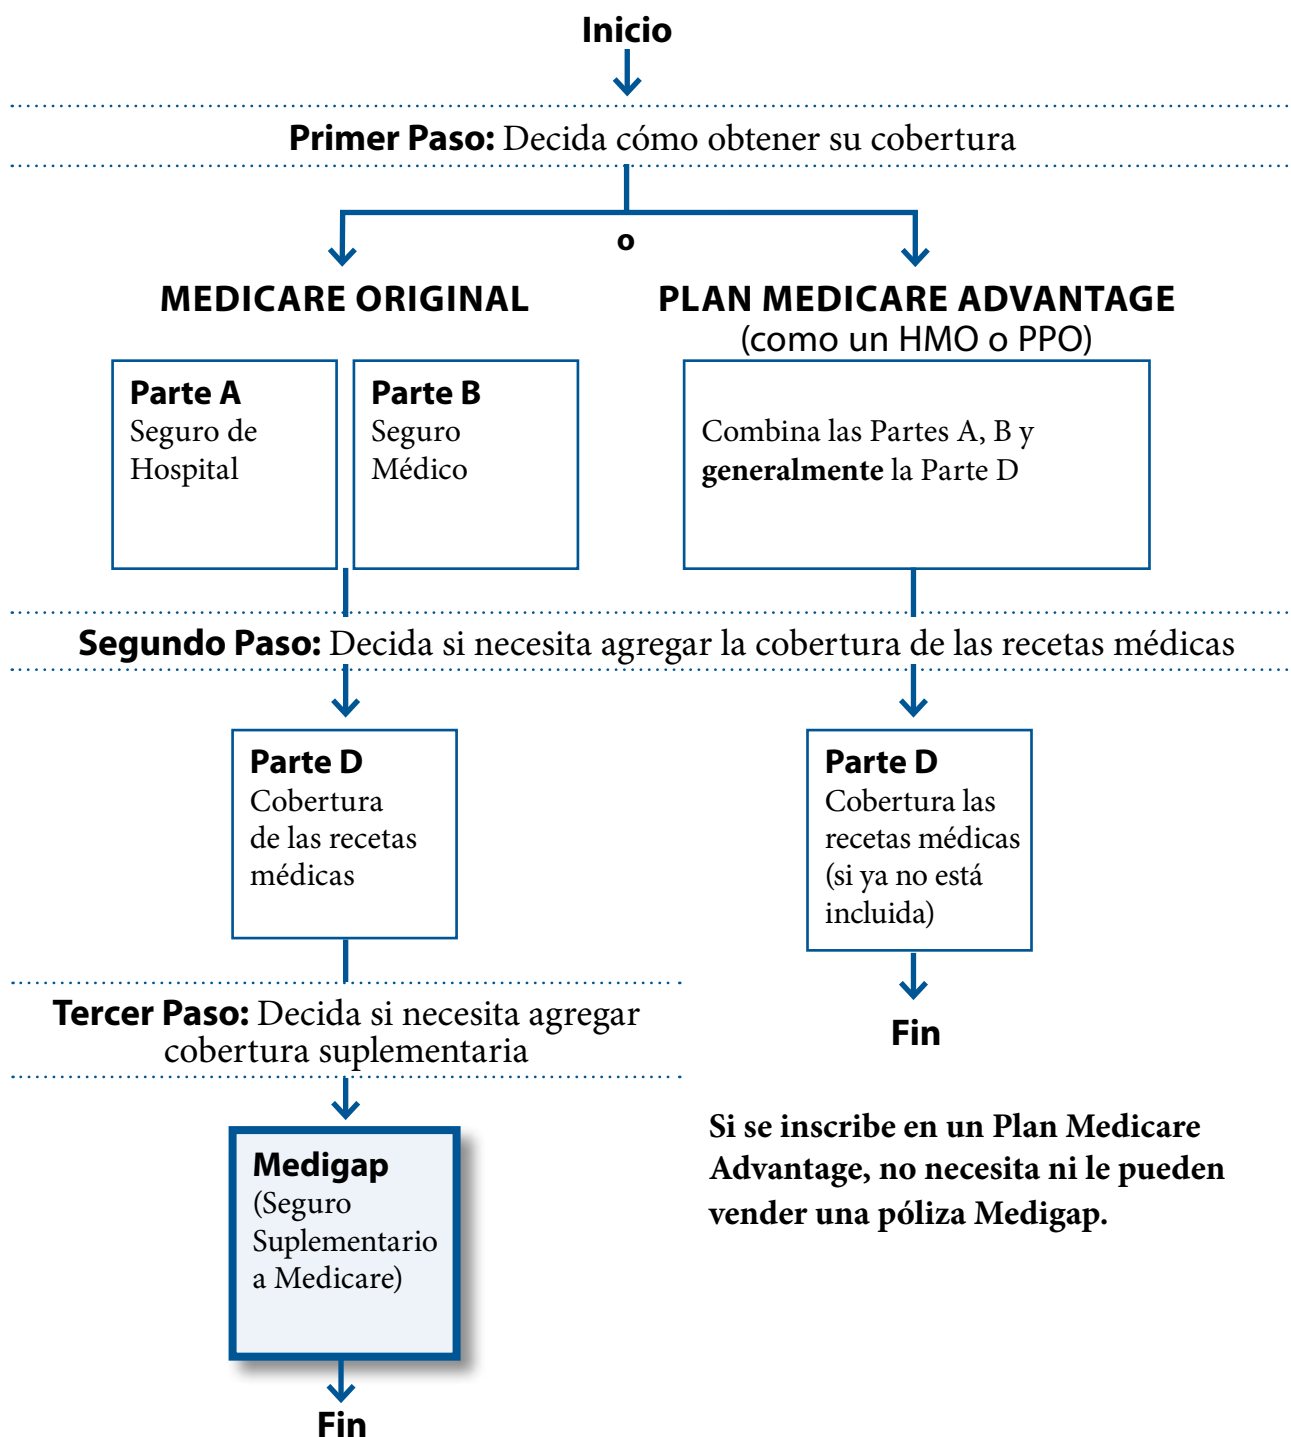 Inicio
Primer Paso: Decida cómo obtener su cobertura
o
MEDICARE ORIGINAL
Parte A
Seguro de
Hospital
Parte B
Seguro
Médico
PLAN MEDICARE ADVANTAGE
(como un HMO o PPO)
Combina las Partes A, B y
generalmente la Parte D
Segundo Paso: Decida si necesita agregar la cobertura de las recetas médicas
Parte D
Cobertura
de las recetas
médicas
Parte D
Cobertura las
recetas médicas
(si ya no está
incluida)
Fin
Tercer Paso: Decida si necesita agregar
cobertura suplementaria
Medigap
(Seguro
Suplementario
a Medicare)
Fin
Si se inscribe en un Plan Medicare
Advantage, no necesita ni le pueden
vender una póliza Medigap.